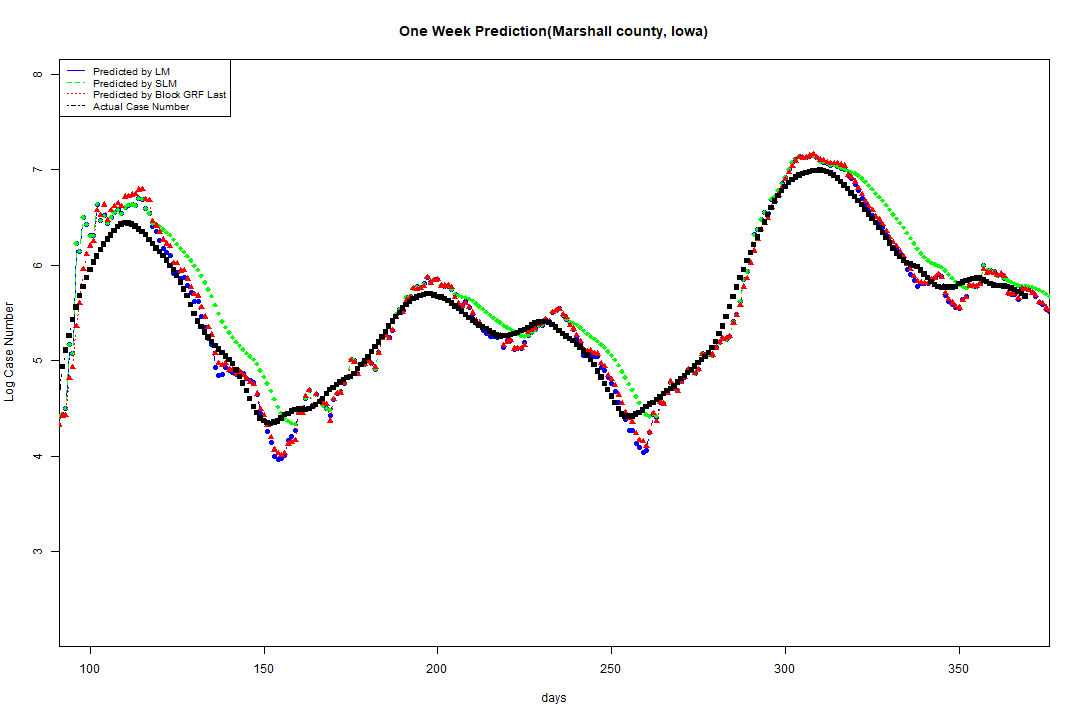 One Week Prediction(Marshall county, Iowa)
Predicted by LM
Predicted by SLM
Predicted by Block GRF Last
Actual Case Number
8
7
6
5
4
3
Log Case Number
100 150 200 250 300 350
days